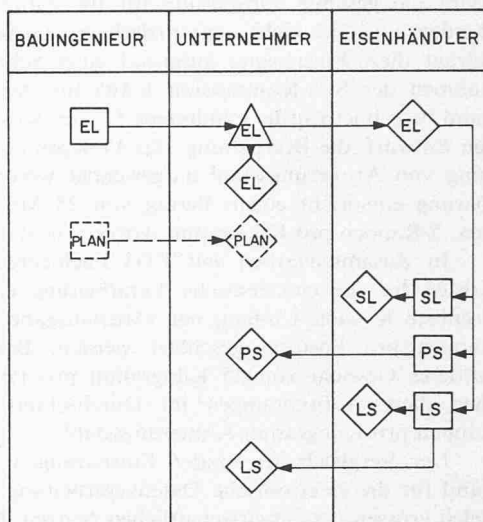 BAUINGENIEUR UNTERNEHMER EISENHÄNDLER
EL EL EL
EL
PLAN PLAN
SL SL
PS PS
LS LS
LS